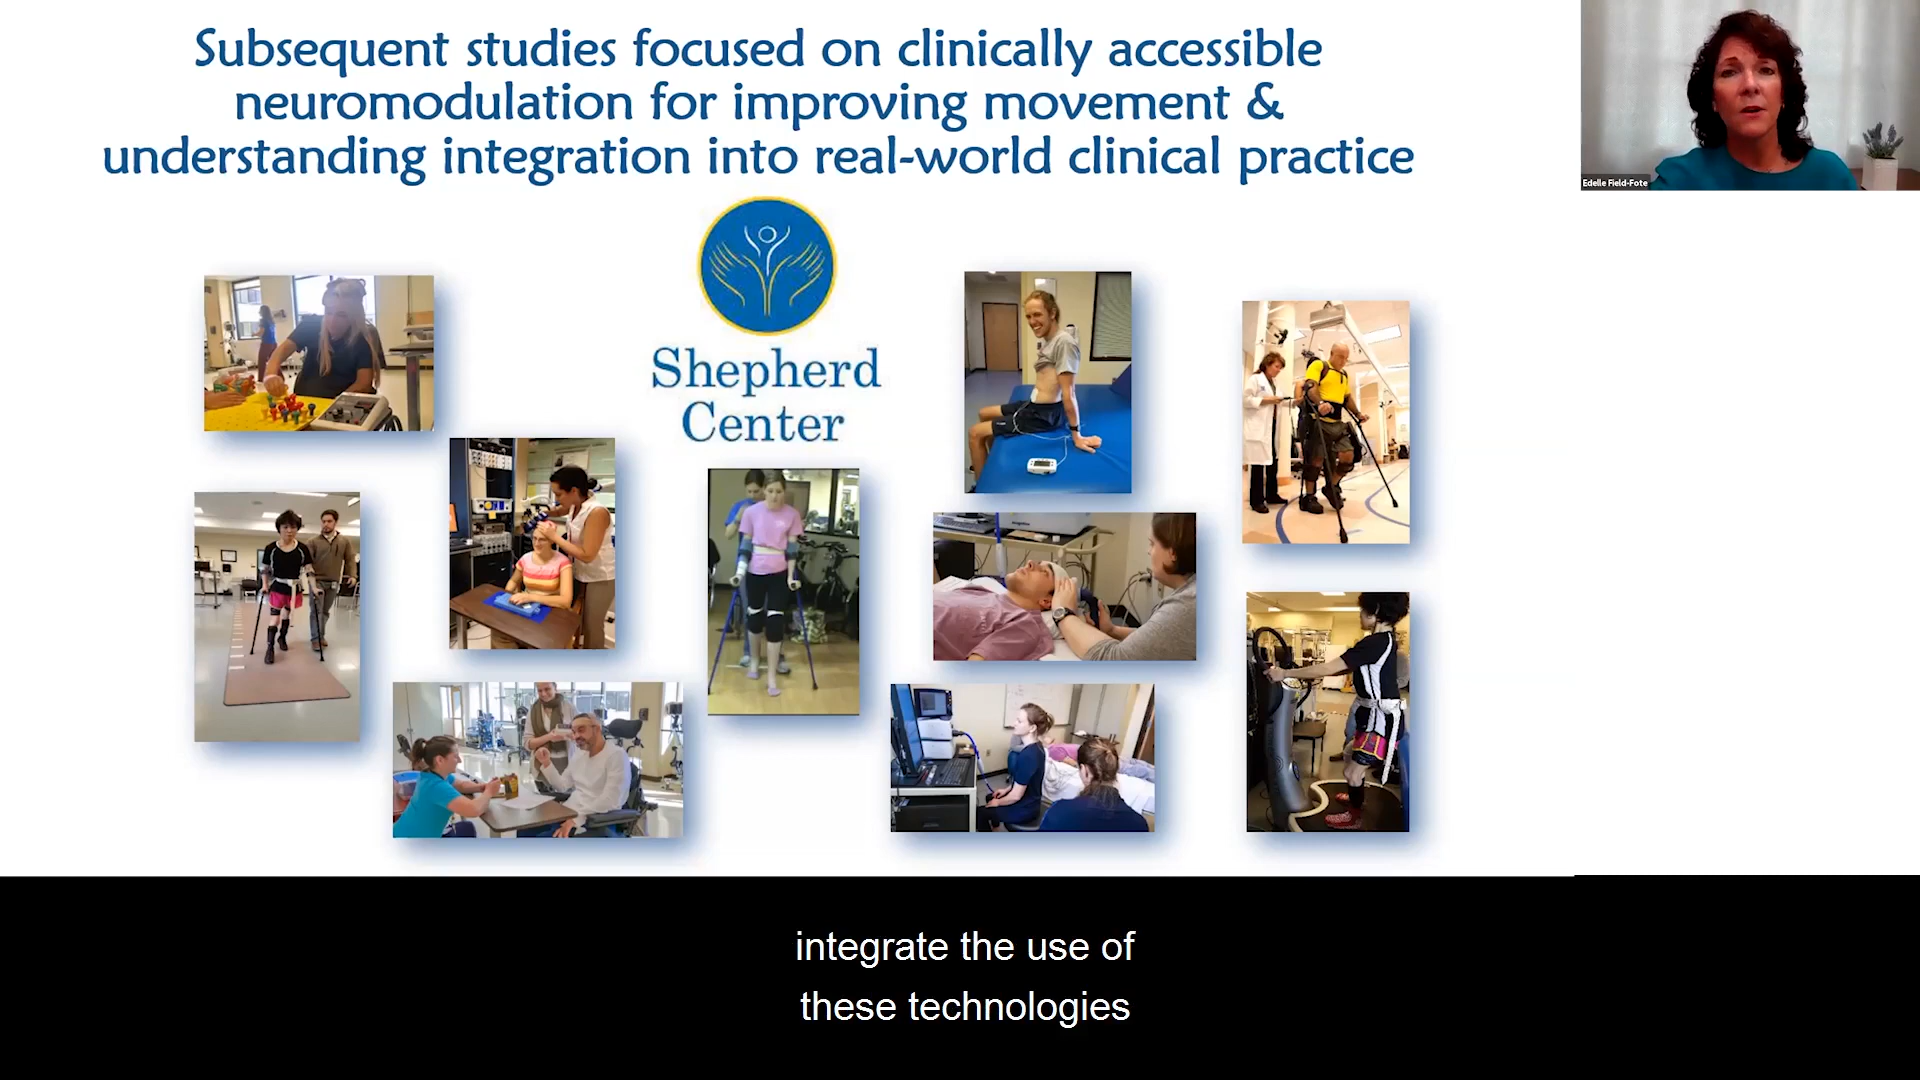 Subsequent studies focused on clinically accessible
neuromodulation for improving movement &
understanding integration into real-world clinical practice
Edelle Field-Fote
Shepherd
Center
integrate the use of
these technologies